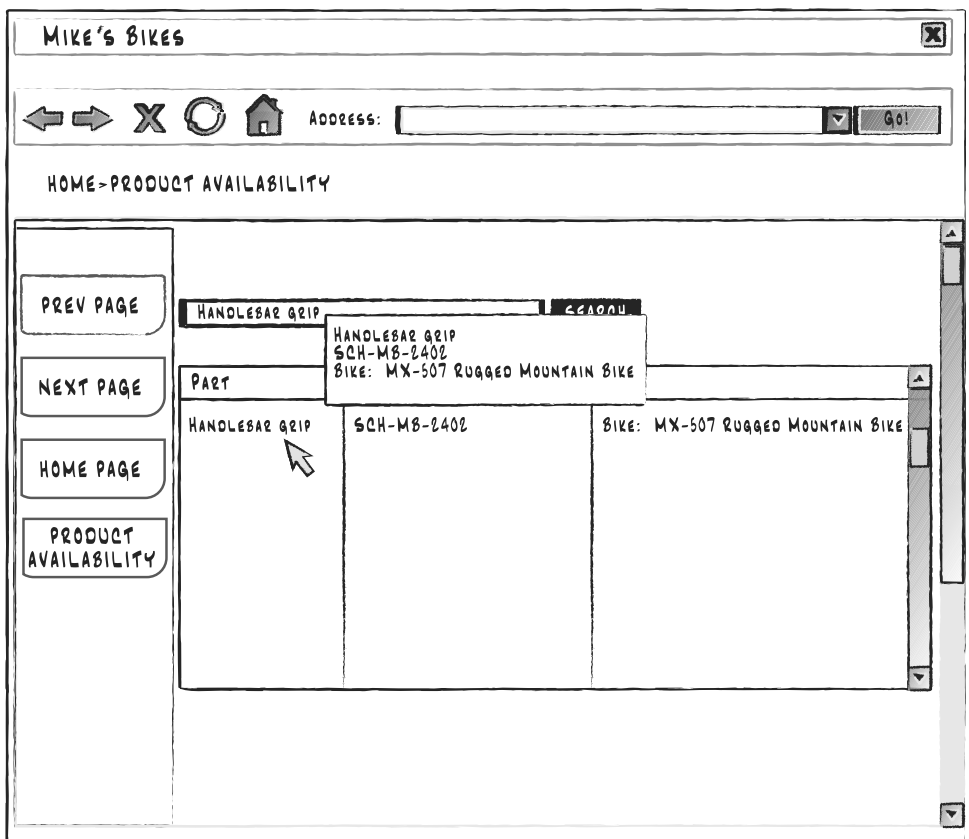 MIKE'S BIKES
ADDRESS:
GO!
HOME>PRODUCT AVAILABILITY
PREV PAGE
NEXT PAGE
HOME PAGE
PRODUCT
AVAILABILITY
HANDLEBAR GRIP
SEARCH
HANDLEBAR GRIP
SCH-MB-2402
BIKE: MX-507 RUGGED MOUNTAIN BIKE
PART
HANDLEBAR GRIP SCH-MB-2402 BIKE: MX-507 RUGGED MOUNTAIN BIKE